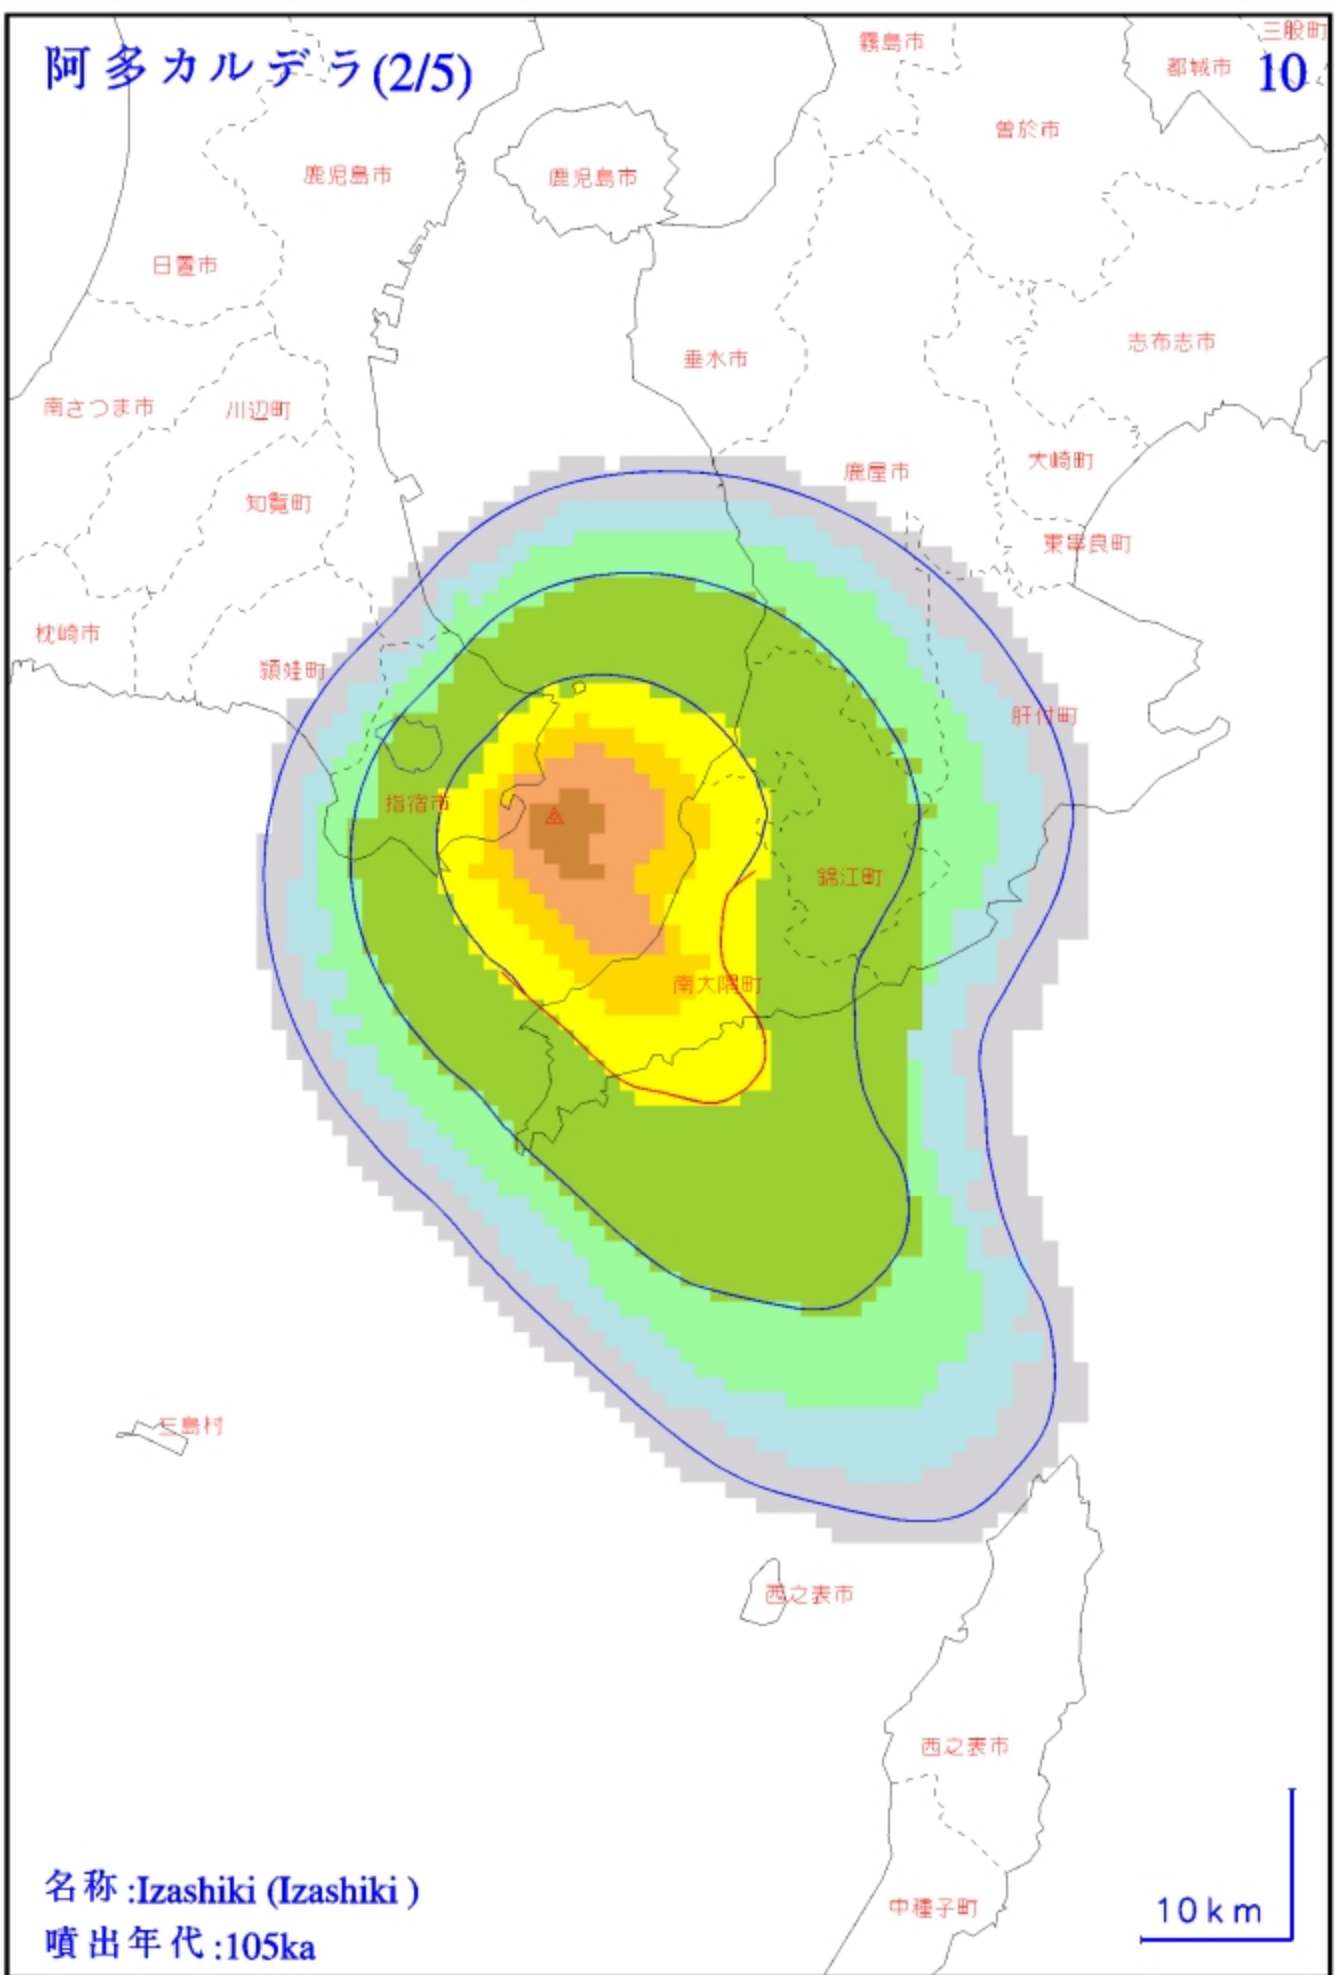 阿多カルデラ(2/5)
10
三股町
霧島市
都城市
曽於市
鹿児島市
鹿児島市
日置市
志布志市
垂水市
南さつま市
川辺町
大崎町
鹿屋市
知覧町
東串良町
枕崎市
頴娃町
肝付町
指宿市
錦江町
南大隅町
三島村
西之表市
西之表市
中種子町
10km
名称:Izashiki (Izashiki )
噴出年代:105ka